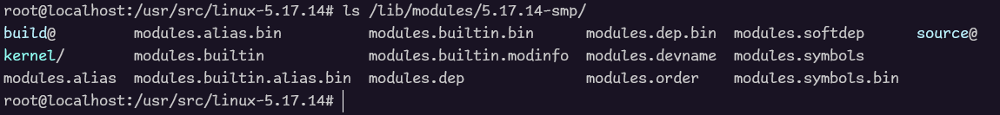 root@localhost:/usr/src/linux-5.17.14# ls /lib/modules/5.17.14-smp/
build@ modules.alias.bin modules.builtin.bin modules.dep.bin modules.softdep source@
kernel/ modules.builtin modules.builtin.modinfo modules.devname modules.symbols
modules.alias modules.builtin.alias.bin modules.dep modules.order modules.symbols.bin
root@localhost:/usr/src/linux-5.17.14#